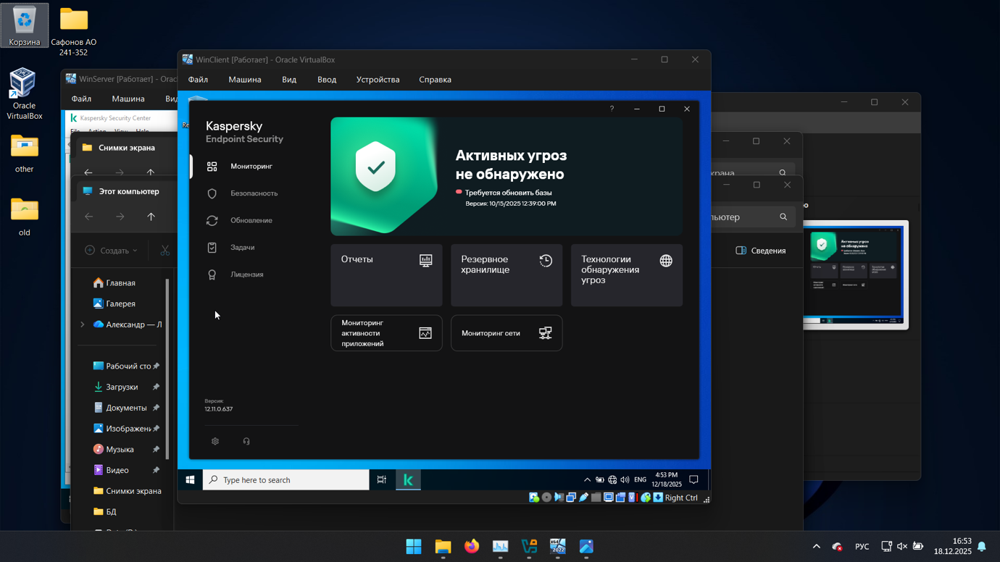 Корзина
Сафонов АО
241-352
Oracle
VirtualBox
other
old
WinServer [Работает] - Orac
Файл Машина Вид
Kaspersky Security Center
File Action View Help
Снимки экрана
Этот компьютер
Создать
Главная
Галерея
Александр — Л
Рабочий сто
Загрузки
Документы
Изображени
Музыка
Видео
Снимки экрана
БД
WinClient [Работает] - Oracle VirtualBox
Файл Машина Вид Ввод Устройства Справка
Kaspersky
Endpoint Security
Мониторинг
Безопасность
Обновление
Задачи
Лицензия
Версия:
12.11.0.637
?
Активных угроз
не обнаружено
Требуется обновить базы
Версия: 10/15/2025 12:39:00 PM
Отчеты
Резервное
хранилище
Технологии
обнаружения
угроз
Мониторинг
активности
приложений
Мониторинг сети
Type here to search
ENG
4:53 PM
12/18/2025
Right Ctrl
крана
пьютер
Сведения
ю
Активных угроз
не обнаружено
РУС
16:53
18.12.2025